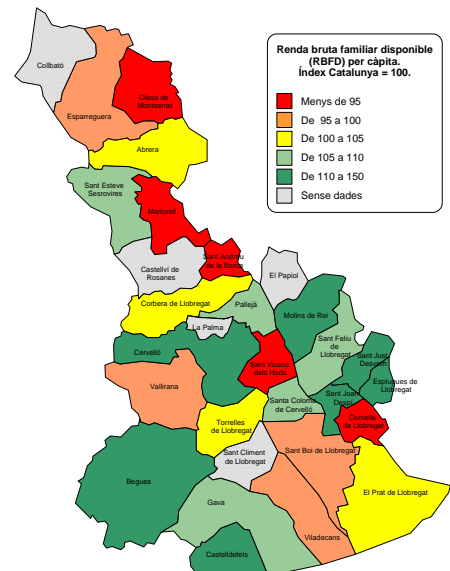 Renda bruta familiar disponible
(RBFD) per càpita.
Índex Catalunya = 100.
Menys de 95
De 95 a 100
De 100 a 105
De 105 a 110
De 110 a 150
Sense dades
Collbató
Olesa de
Montserrat
Esparreguera
Abrera
Sant Esteve
Sesrovires
Martorell
Sant Andreu
de la Barca
Castellví de
Rosanes
El Papiol
Corbera de Llobregat
Pallejà
Molins de Rei
La Palma
Sant Feliu
de
Llobregat
Cervelló
Sant Just
Desvern
Sant Vicenç
dels Horts
Esplugues de
Llobregat
Vallirana
Santa Coloma
de Cervelló
Sant Joan
Despí
Torrelles
de Llobregat
Cornellà
de Llobregat
Sant Climent
de Llobregat
Sant Boi de Llobregat
Begues
El Prat de Llobregat
Gava
Viladecans
Castelldefels